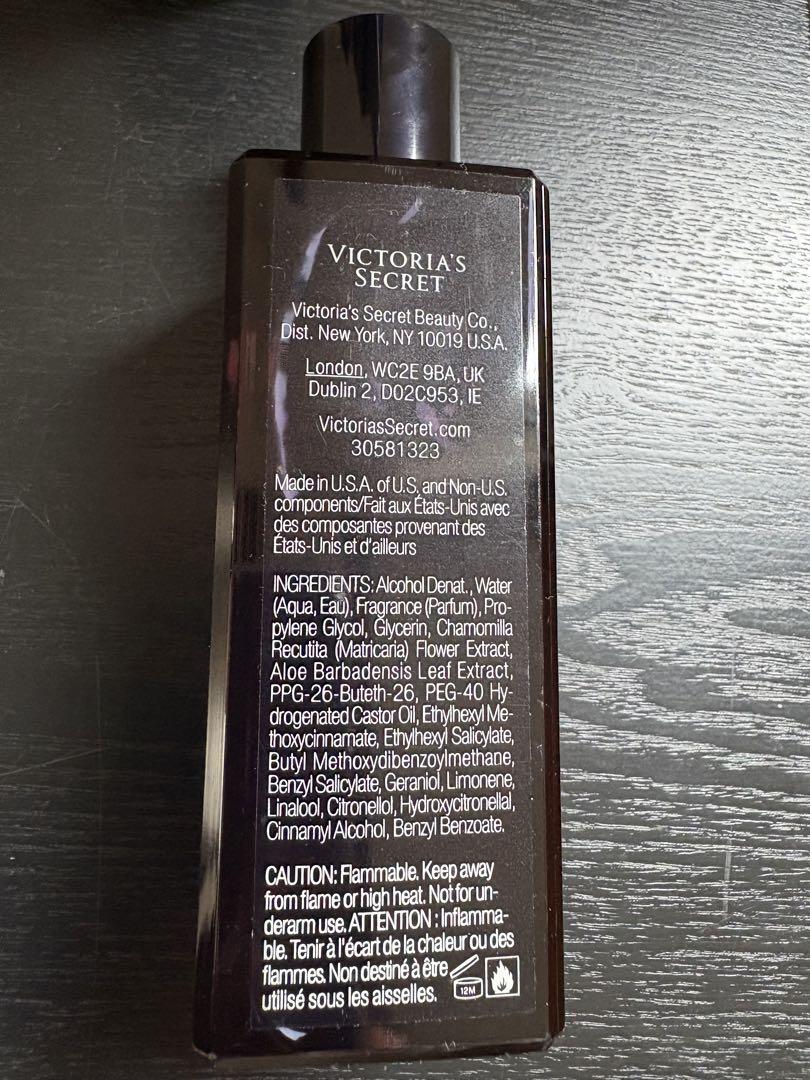 VICTORIA'S
SECRET
Victoria's Secret Beauty Co.,
Dist. New York, NY 10019 U.S.A.
London, WC2E 9BA, UK
Dublin 2, D02C953, IE
VictoriasSecret.com
30581323
Made in U.S.A. of U.S. and Non-U.S.
components/Fait aux États-Unis avec
des composantes provenant des
États-Unis et d'ailleurs
INGREDIENTS: Alcohol Denat., Water
(Aqua, Eau), Fragrance (Parfum), Pro-
pylene Glycol, Glycerin, Chamomilla
Recutita (Matricaria) Flower Extract,
Aloe Barbadensis Leaf Extract,
PPG-26-Buteth-26, PEG-40 Hy-
drogenated Castor Oil, Ethylhexyl Me-
thoxycinnamate, Ethylhexyl Salicylate,
Butyl Methoxydibenzoylmethane,
Benzyl Salicylate, Geraniol, Limonene,
Linalool, Citronellol, Hydroxycitronellal,
Cinnamyl Alcohol, Benzyl Benzoate.
CAUTION: Flammable. Keep away
from flame or high heat. Not for un-
derarm use. ATTENTION : Inflamma-
ble. Tenir à l'écart de la chaleur ou des
flammes. Non destiné à être
utilisé sous les aisselles.
12M